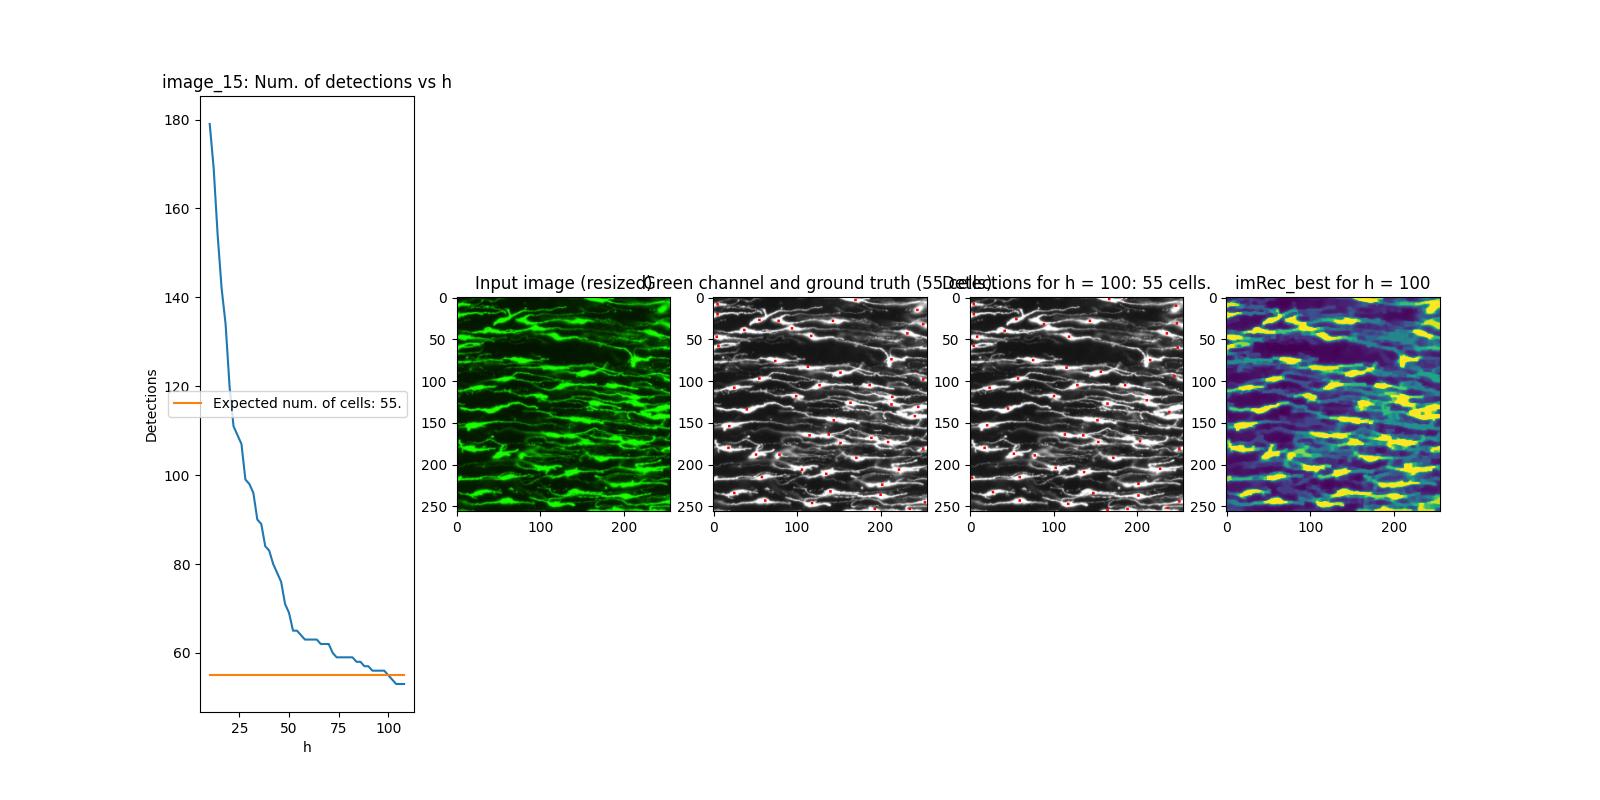 image_15: Num. of detections vs h
180
160
140
120
100
80
60
Detections
Expected num. of cells: 55.
25 50 75 100
h
Input image (resized)
0
50
100
150
200
250
0 100 200
Green channel and ground truth (55 cells).
0
50
100
150
200
250
0 100 200
Detections for h = 100: 55 cells.
0
50
100
150
200
250
0 100 200
imRec_best for h = 100
0
50
100
150
200
250
0 100 200